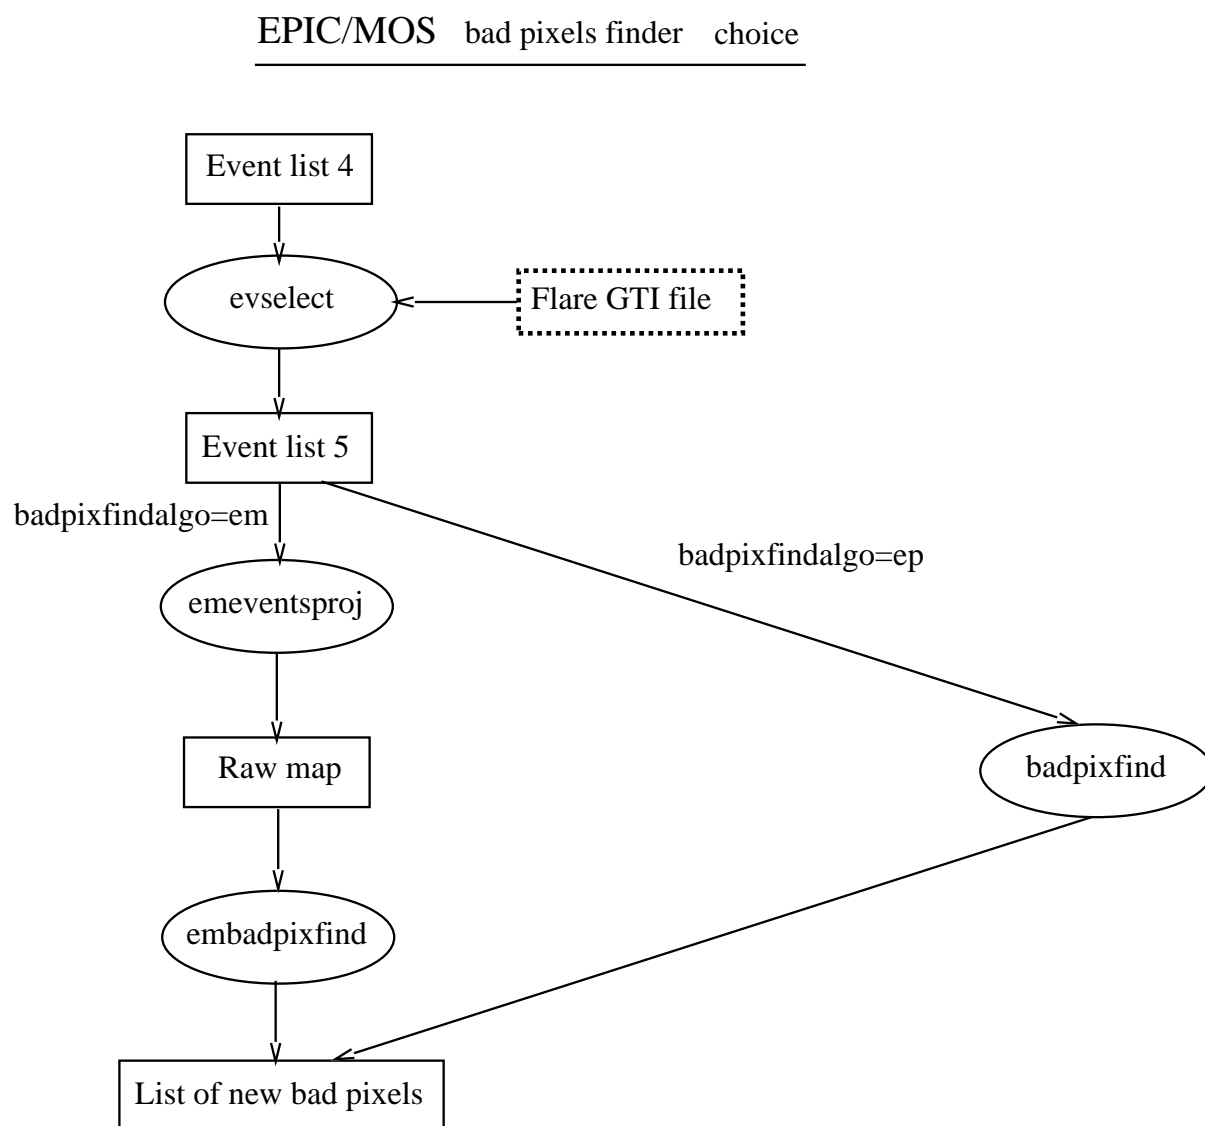 EPIC/MOS bad pixels finder choice
Event list 4
evselect
Flare GTI file
Event list 5
badpixfindalgo=em
badpixfindalgo=ep
emeventsproj
Raw map
badpixfind
embadpixfind
List of new bad pixels